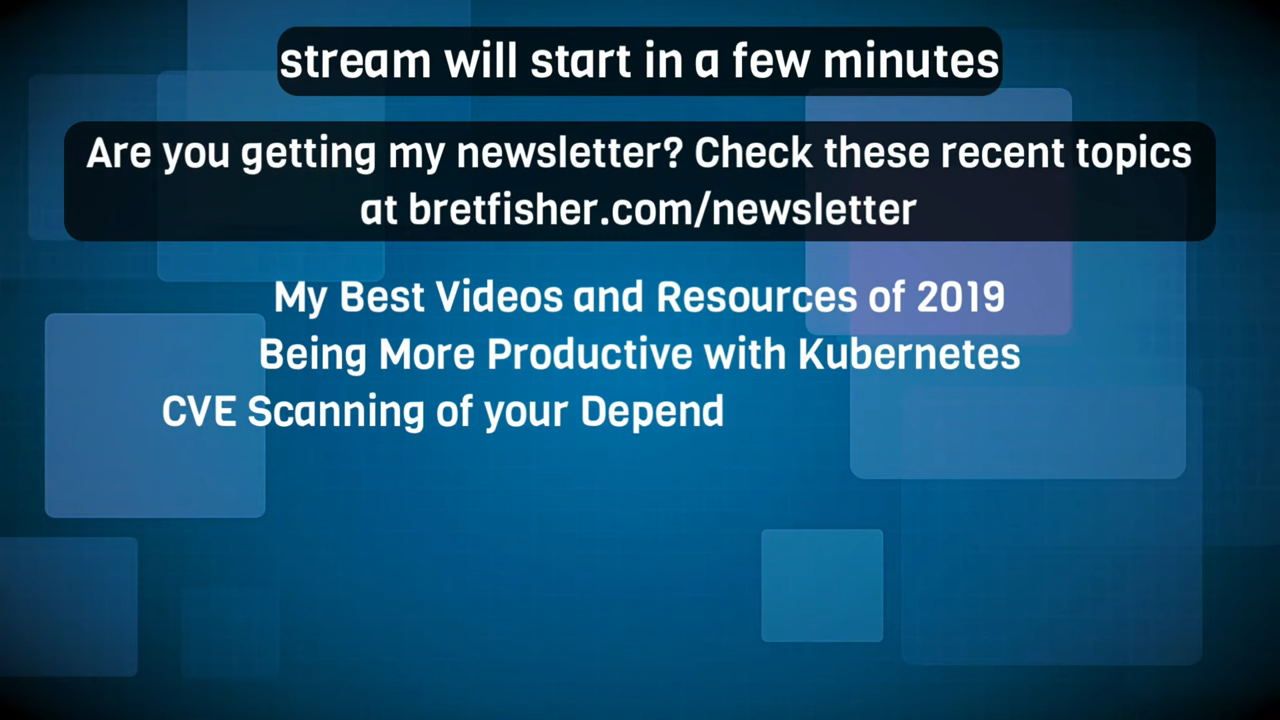 stream will start in a few minutes
Are you getting my newsletter? Check these recent topics
at bretfisher.com/newsletter
My Best Videos and Resources of 2019
Being More Productive with Kubernetes
CVE Scanning of your Depend